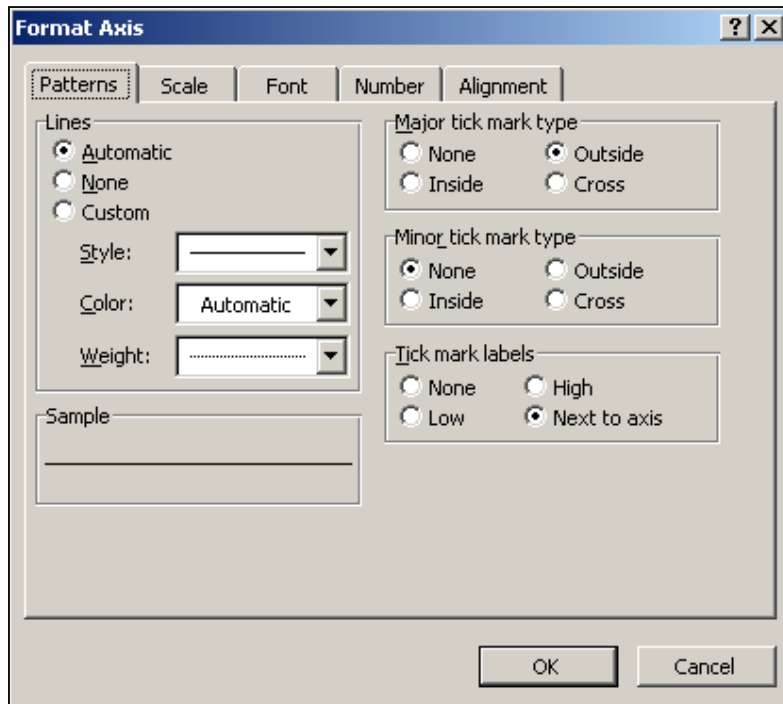 Format Axis
Patterns Scale Font Number Alignment
Lines
Automatic
None
Custom
Style:
Color: Automatic
Weight:
Sample
Major tick mark type
None Outside
Inside Cross
Minor tick mark type
None Outside
Inside Cross
Tick mark labels
None High
Low Next to axis
OK Cancel